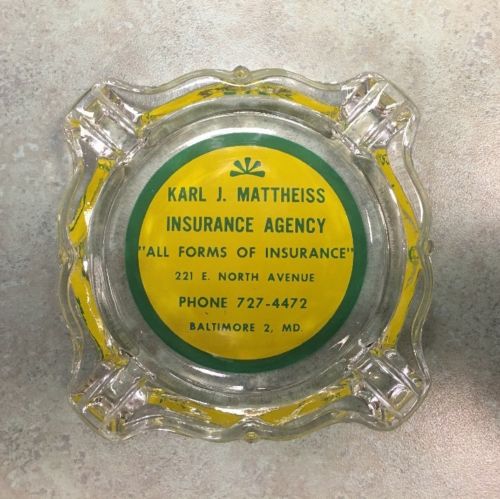 KARL J. MATTHEISS
INSURANCE AGENCY
"ALL FORMS OF INSURANCE"
221 E. NORTH AVENUE
PHONE 727-4472
BALTIMORE 2, MD.